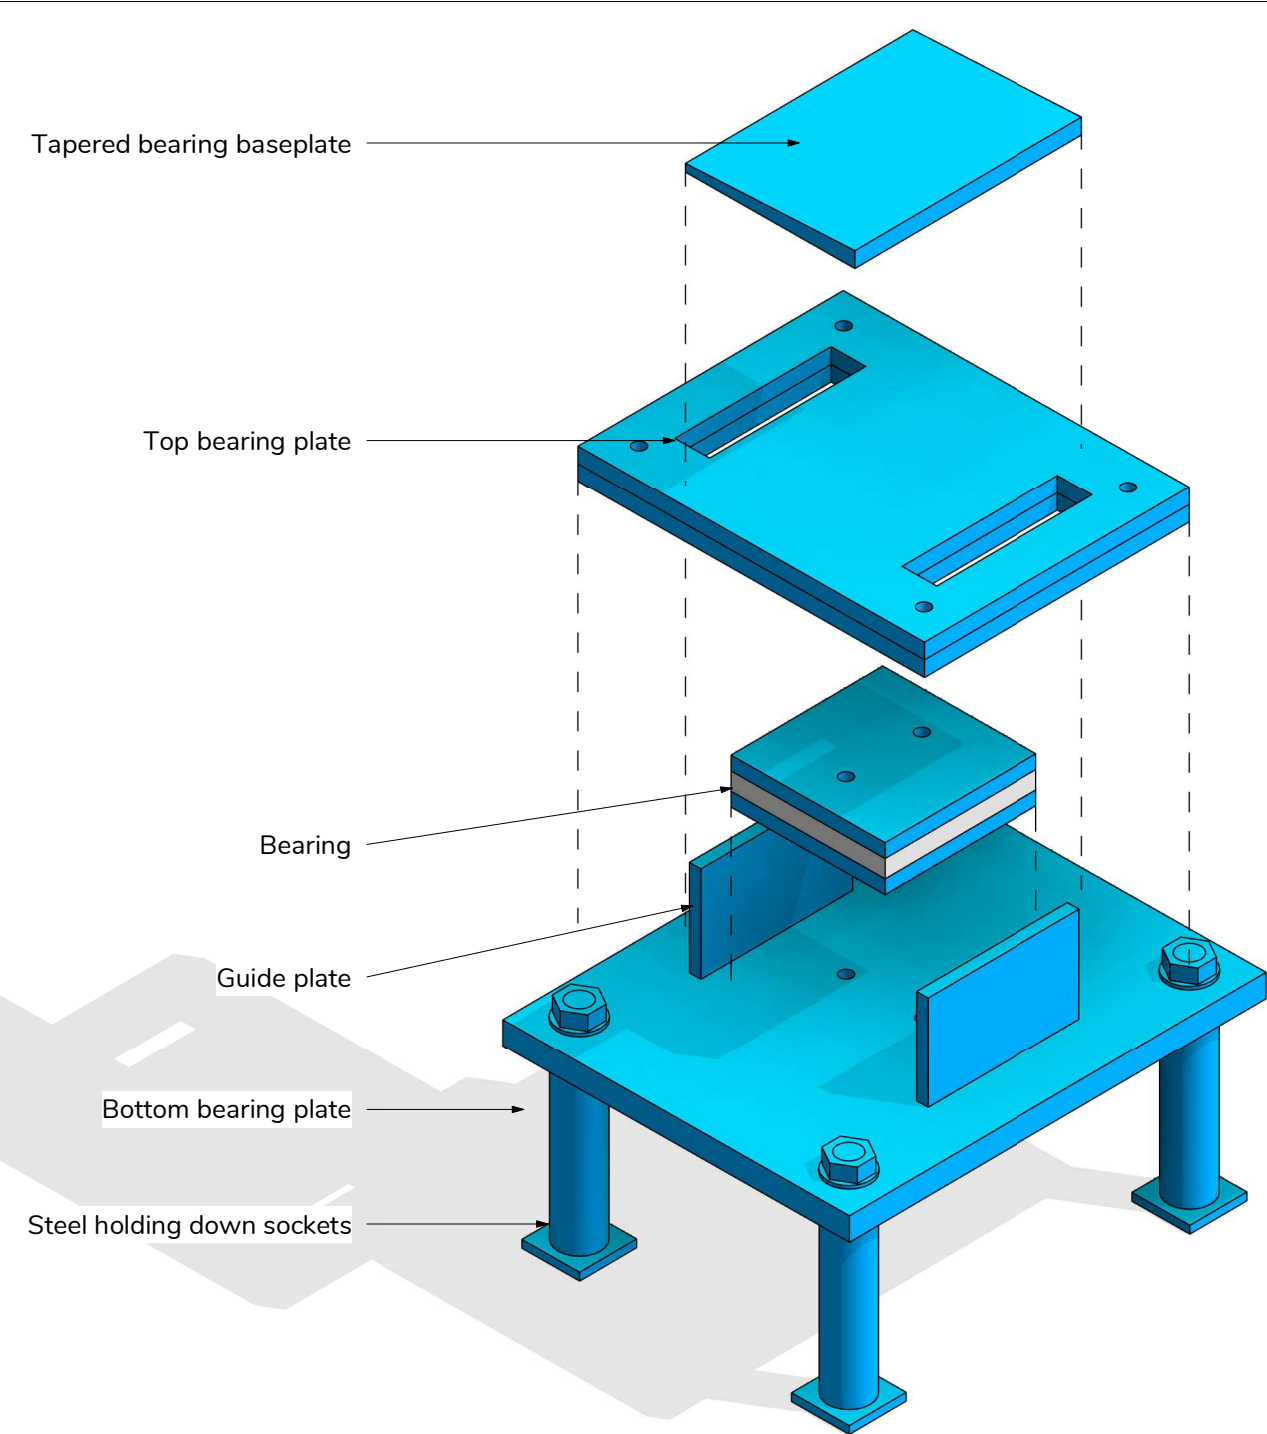 Tapered bearing baseplate
Top bearing plate
Bearing
Guide plate
Bottom bearing plate
Steel holding down sockets